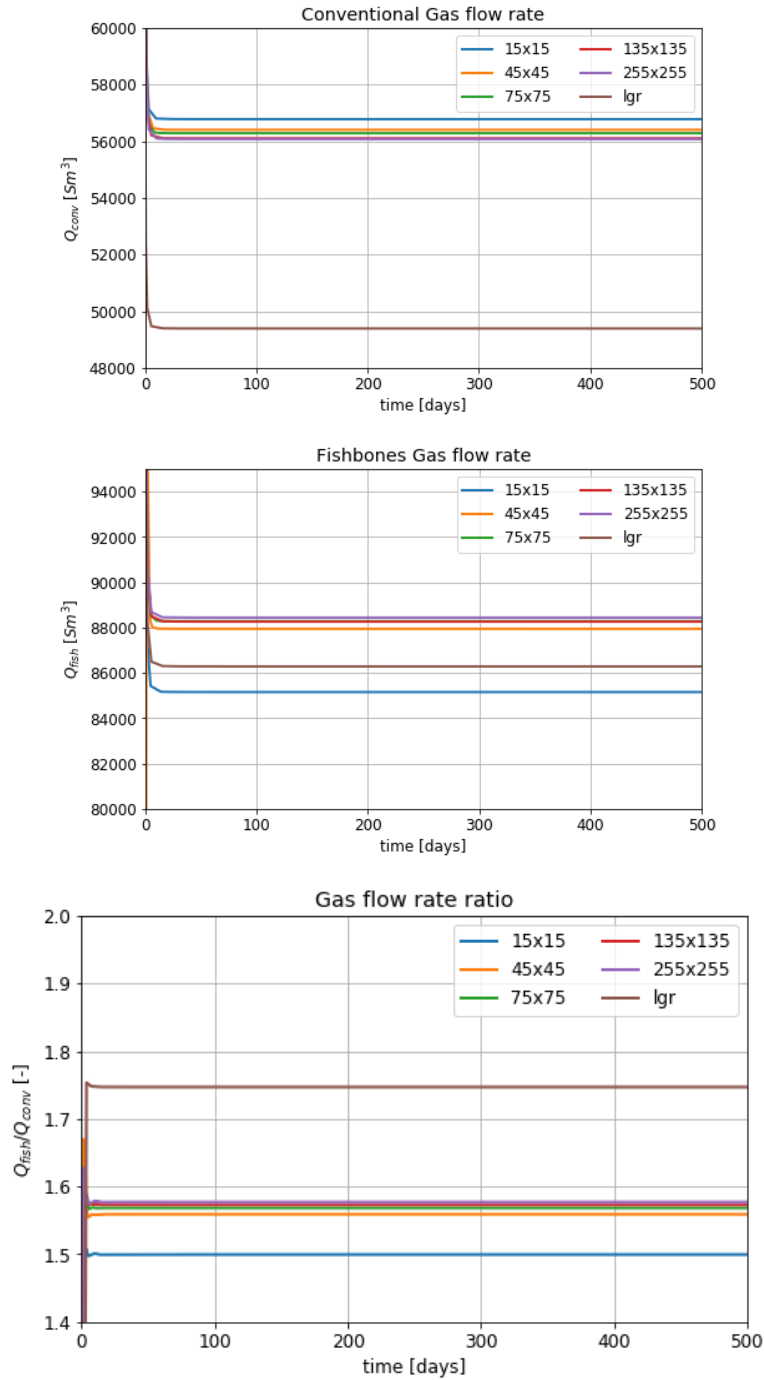 Conventional Gas flow rate
60000
58000
56000
54000
52000
50000
48000
Q_conv [Sm^3]
15x15
45x45
75x75
135x135
255x255
lgr
0 100 200 300 400 500
time [days]
Fishbones Gas flow rate
94000
92000
90000
88000
86000
84000
82000
80000
Q_fish [Sm^3]
15x15
45x45
75x75
135x135
255x255
lgr
0 100 200 300 400 500
time [days]
Gas flow rate ratio
2.0
1.9
1.8
1.7
1.6
1.5
1.4
Q_fish/Q_conv [-]
15x15
45x45
75x75
135x135
255x255
lgr
0 100 200 300 400 500
time [days]